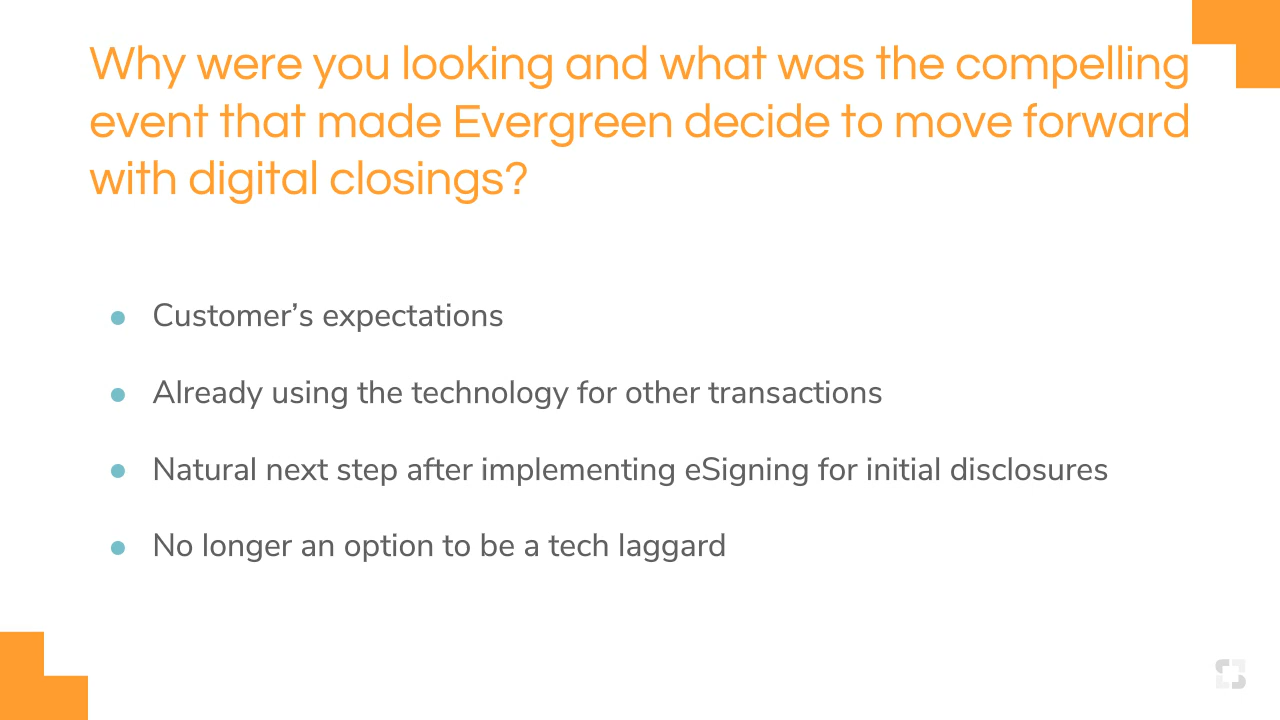 Why were you looking and what was the compelling
event that made Evergreen decide to move forward
with digital closings?
Customer’s expectations
Already using the technology for other transactions
Natural next step after implementing eSigning for initial disclosures
No longer an option to be a tech laggard